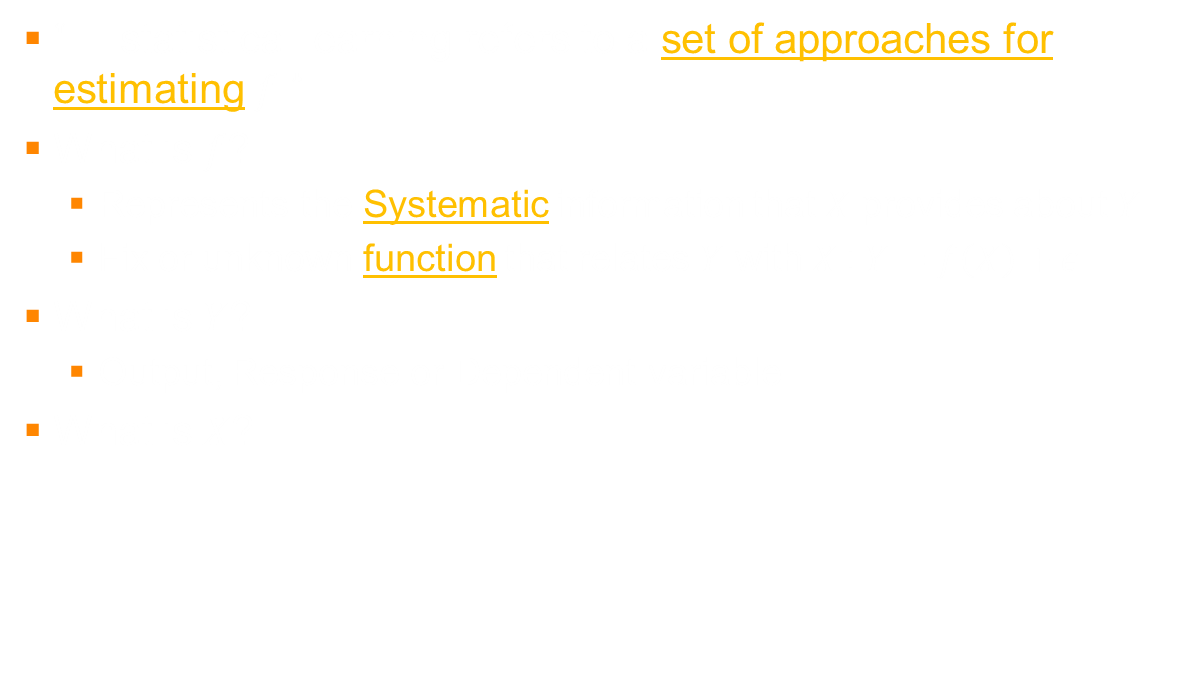 set of approaches for
estimating
Systematic
function